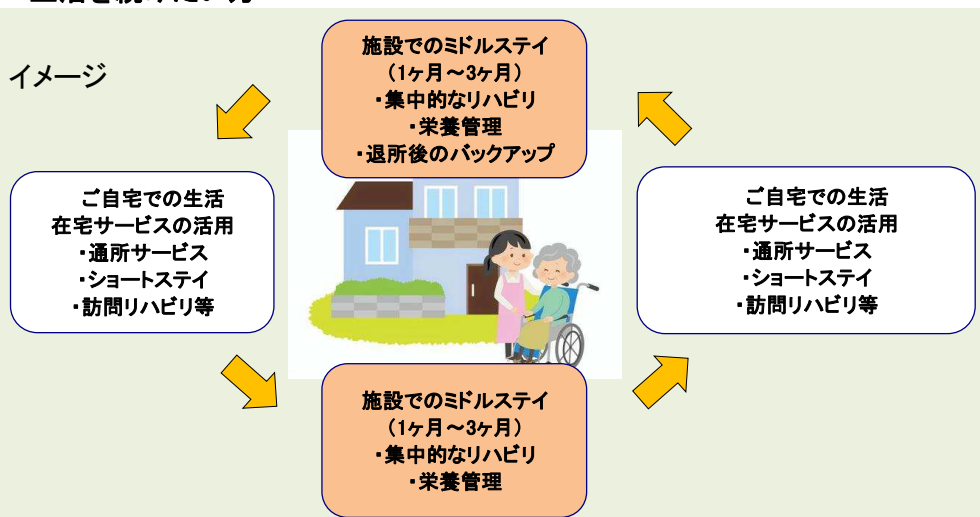 イメージ
施設でのミドルステイ
（1ヶ月～3ヶ月）
・集中的なリハビリ
・栄養管理
・退所後のバックアップ
ご自宅での生活
在宅サービスの活用
・通所サービス
・ショートステイ
・訪問リハビリ等
ご自宅での生活
在宅サービスの活用
・通所サービス
・ショートステイ
・訪問リハビリ等
施設でのミドルステイ
（1ヶ月～3ヶ月）
・集中的なリハビリ
・栄養管理